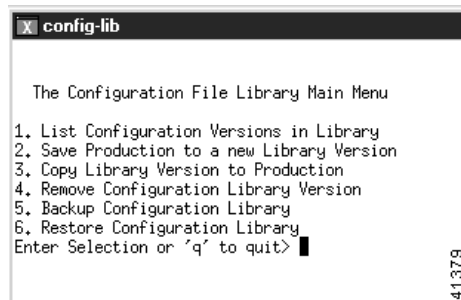 X config-lib
The Configuration File Library Main Menu
1. List Configuration Versions in Library
2. Save Production to a new Library Version
3. Copy Library Version to Production
4. Remove Configuration Library Version
5. Backup Configuration Library
6. Restore Configuration Library
Enter Selection or 'q' to quit>
41379